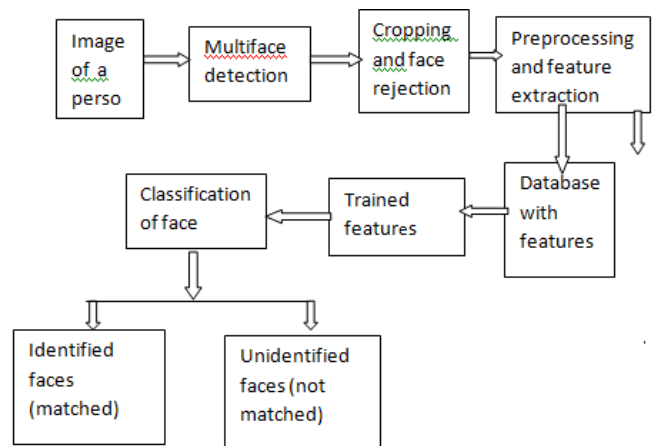 Image
of a
perso
Multiface
detection
Cropping
and face
rejection
Preprocessing
and feature
extraction
Classification
of face
Trained
features
Database
with
features
Identified
faces
(matched)
Unidentified
faces (not
matched)